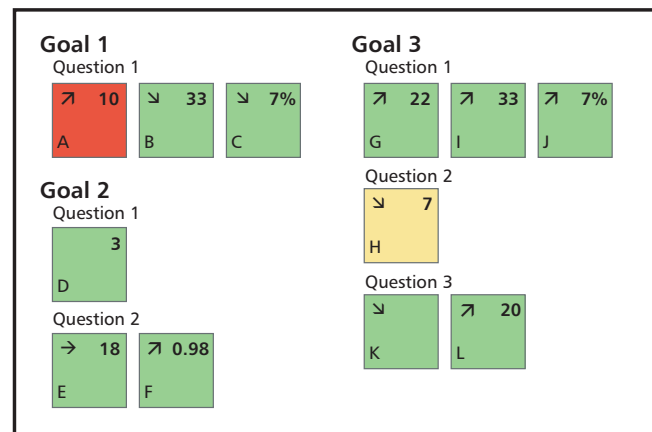 Goal 1
Question 1
↗ 10
A
↘ 33
B
↘ 7%
C
Goal 2
Question 1
3
D
Question 2
→ 18
E
↗ 0.98
F
Goal 3
Question 1
↗ 22
G
↗ 33
I
↗ 7%
J
Question 2
↘ 7
H
Question 3
↘
K
↗ 20
L